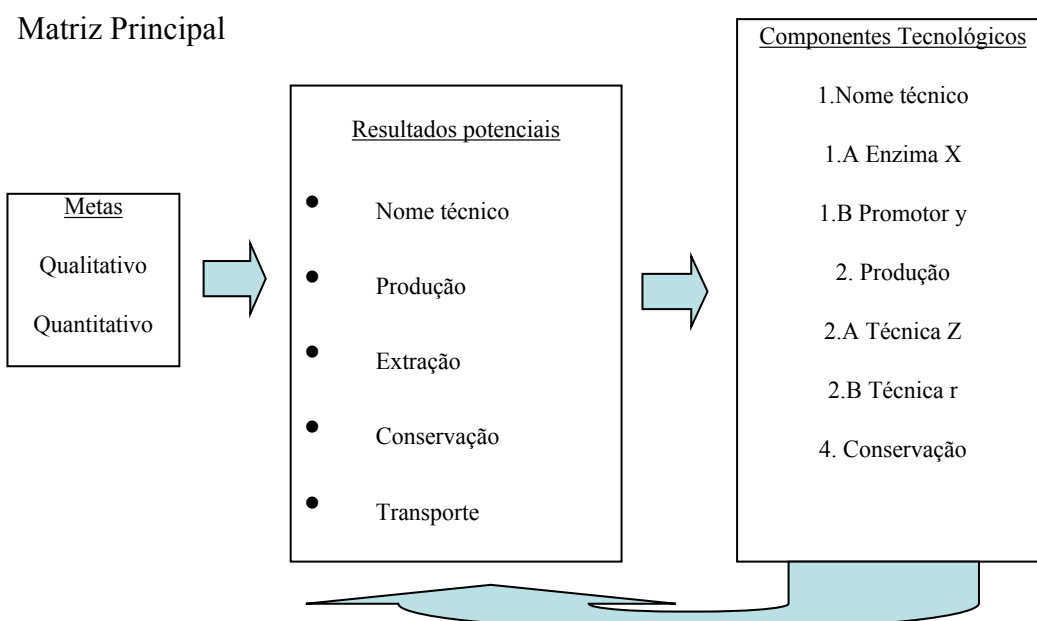 Matriz Principal
Metas
Qualitativo
Quantitativo
Resultados potenciais
• Nome técnico
• Produção
• Extração
• Conservação
• Transporte
Componentes Tecnológicos
1.Nome técnico
1.A Enzima X
1.B Promotor y
2. Produção
2.A Técnica Z
2.B Técnica r
4. Conservação